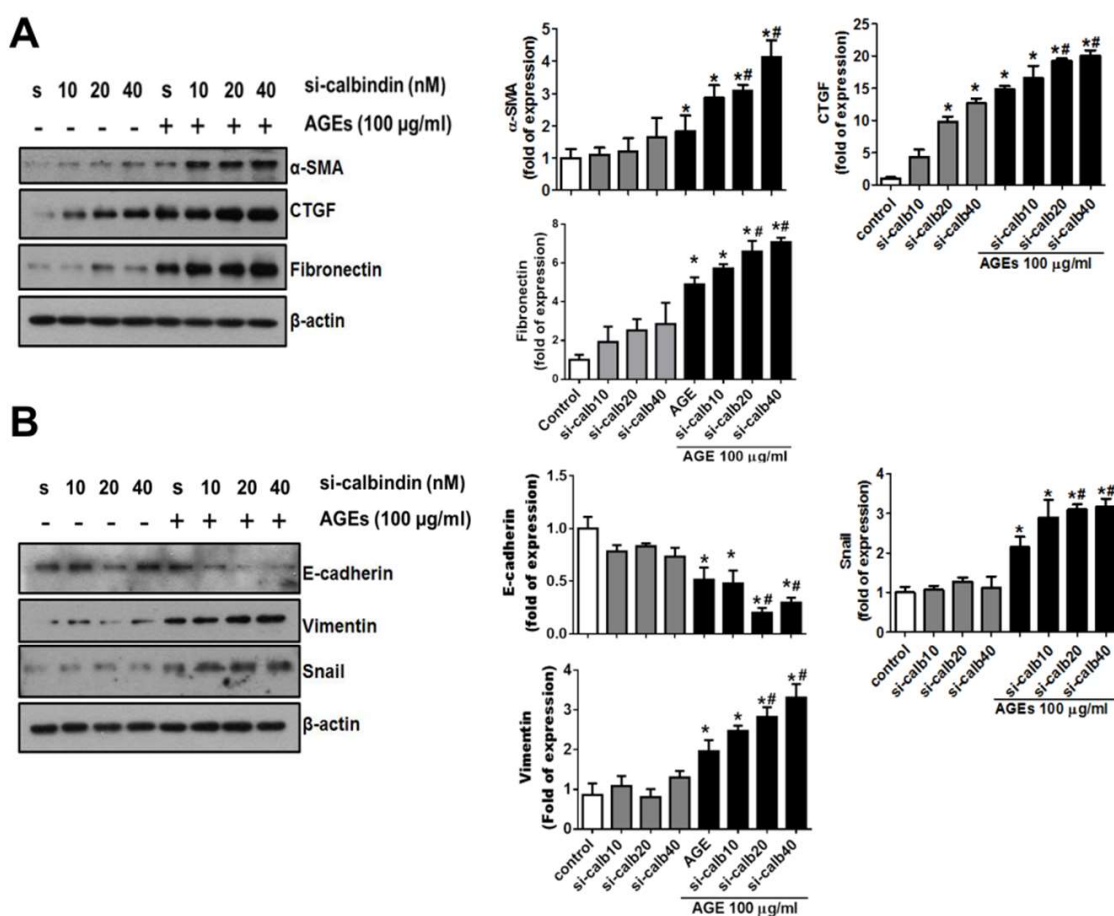 A
s 10 20 40 s 10 20 40 si-calbindin (nM)
- - - - + + + + AGEs (100 µg/ml)
α-SMA
CTGF
Fibronectin
β-actin
α-SMA
(fold of expression)
5
4
3
2
1
0
* * *# *#
Fibronectin
(fold of expression)
8
6
4
2
0
* * *# *#
Control
si-calb10
si-calb20
si-calb40
AGE
si-calb10
si-calb20
si-calb40
AGE 100 µg/ml
CTGF
(fold of expression)
25
20
15
10
5
0
* * * * *# *#
control
si-calb10
si-calb20
si-calb40
si-calb10
si-calb20
si-calb40
AGEs 100 µg/ml
B
s 10 20 40 s 10 20 40 si-calbindin (nM)
- - - - + + + + AGEs (100 µg/ml)
E-cadherin
Vimentin
Snail
β-actin
E-cadherin
(fold of expression)
1.5
1.0
0.5
0.0
* * *# *#
Vimentin
(Fold of expression)
4
3
2
1
0
* * *# *#
control
si-calb10
si-calb20
si-calb40
AGE
si-calb10
si-calb20
si-calb40
AGE 100 µg/ml
Snail
(fold of expression)
4
3
2
1
0
* * *# *#
control
si-calb10
si-calb20
si-calb40
si-calb10
si-calb20
si-calb40
AGEs 100 µg/ml